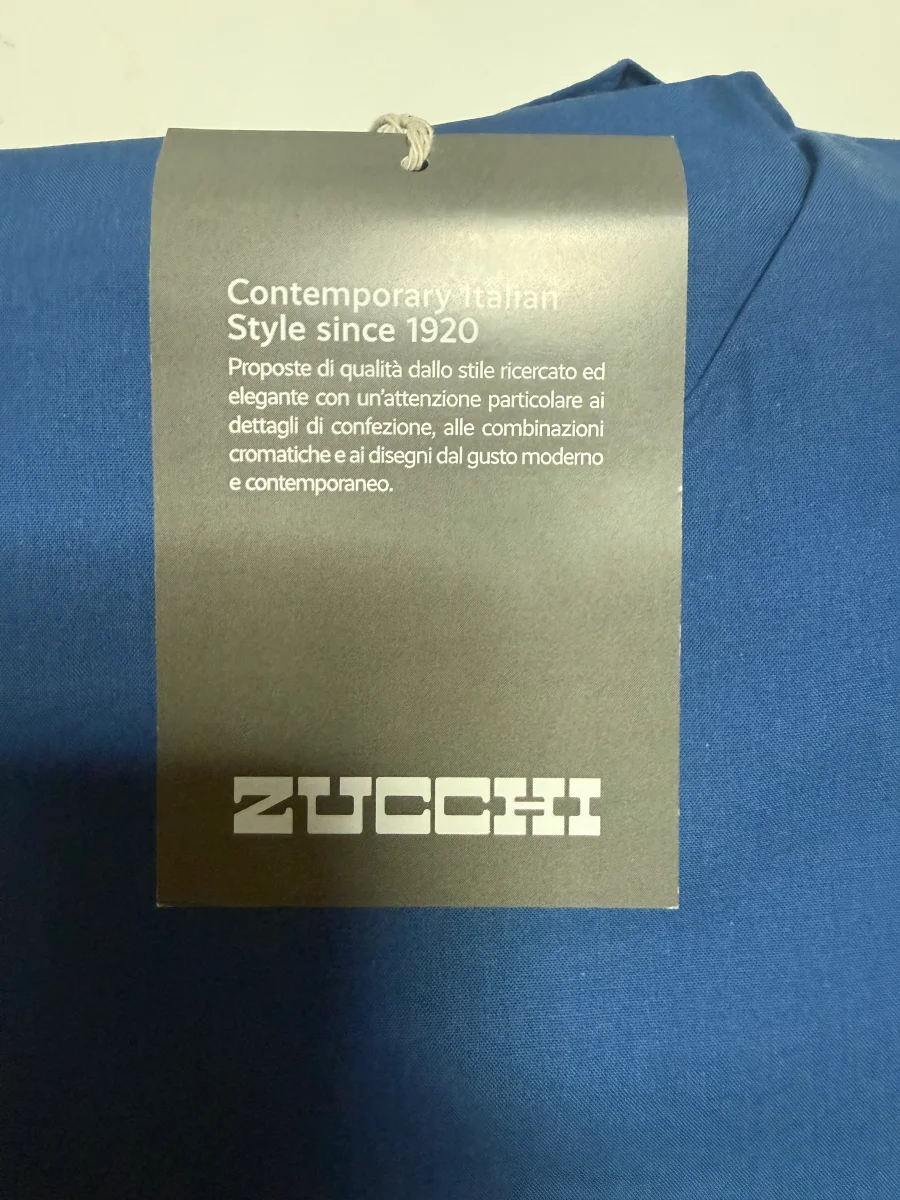 Contemporary Italian
Style since 1920
Proposte di qualità dallo stile ricercato ed
elegante con un'attenzione particolare ai
dettagli di confezione, alle combinazioni
cromatiche e ai disegni dal gusto moderno
e contemporaneo.
ZUCCHI